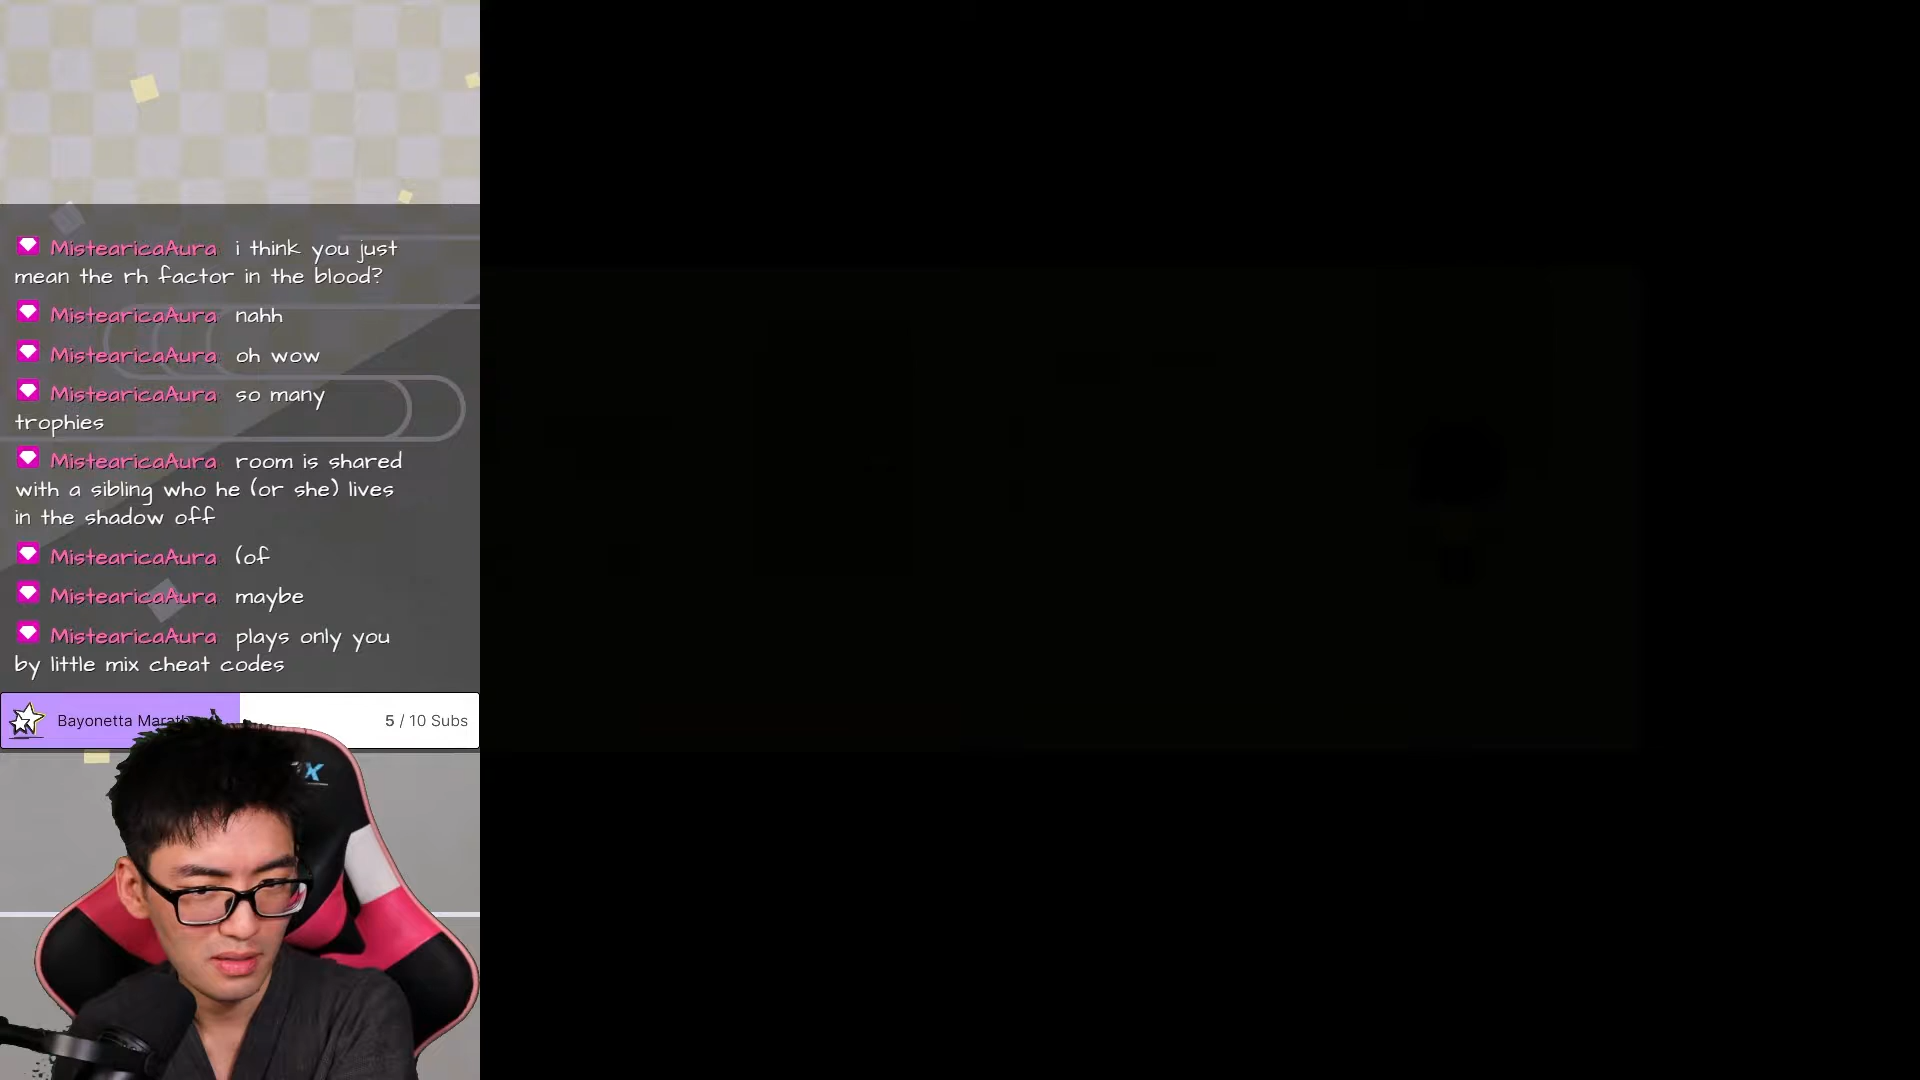 MistearicaAura i think you just
mean the rh factor in the blood?
MistearicaAura nahh
MistearicaAura oh wow
MistearicaAura so many
trophies
MistearicaAura room is shared
with a sibling who he (or she) lives
in the shadow off
MistearicaAura (of
MistearicaAura maybe
MistearicaAura plays only you
by little mix cheat codes
Bayonetta 5 / 10 Subs